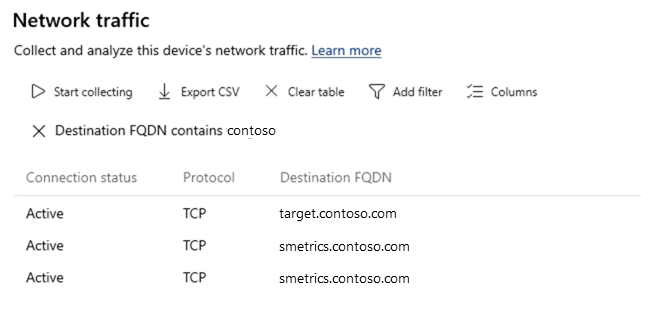 Network traffic
Collect and analyze this device's network traffic. Learn more
Start collecting Export CSV Clear table Add filter Columns
Destination FQDN contains contoso
Connection status Protocol Destination FQDN
Active TCP target.contoso.com
Active TCP smetrics.contoso.com
Active TCP smetrics.contoso.com